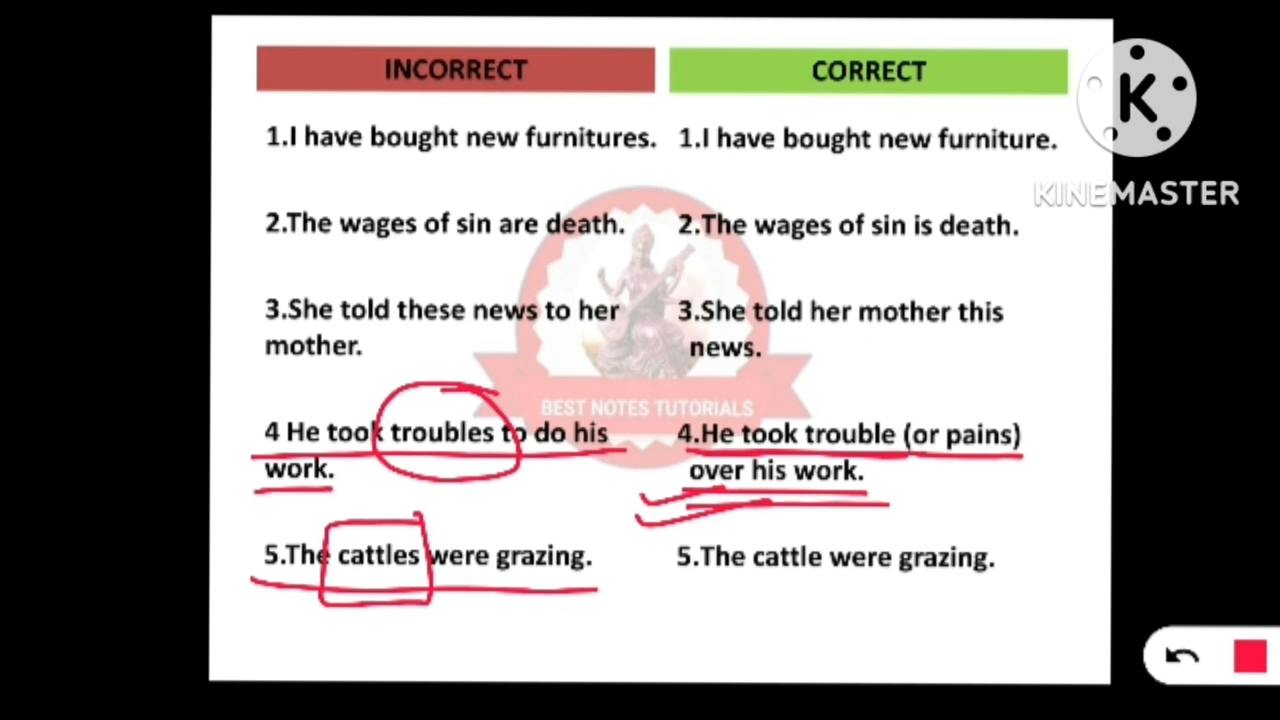 INCORRECT
CORRECT
1.I have bought new furnitures.
1.I have bought new furniture.
2.The wages of sin are death.
2.The wages of sin is death.
3.She told these news to her
mother.
3.She told her mother this
news.
4 He took troubles to do his
work.
4.He took trouble (or pains)
over his work.
5.The cattles were grazing.
5.The cattle were grazing.
BEST NOTES TUTORIALS
K
KINEMASTER